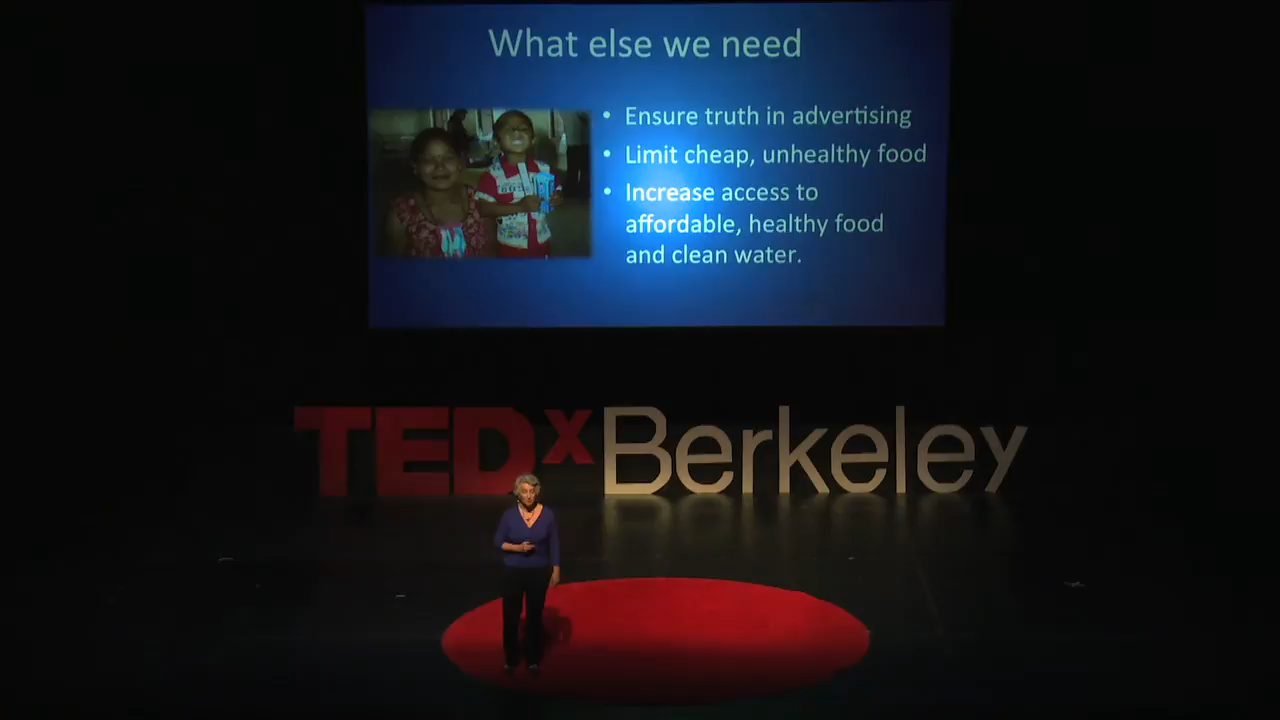 What else we need
• Ensure truth in advertising
• Limit cheap, unhealthy food
• Increase access to
affordable, healthy food
and clean water.
TEDxBerkeley